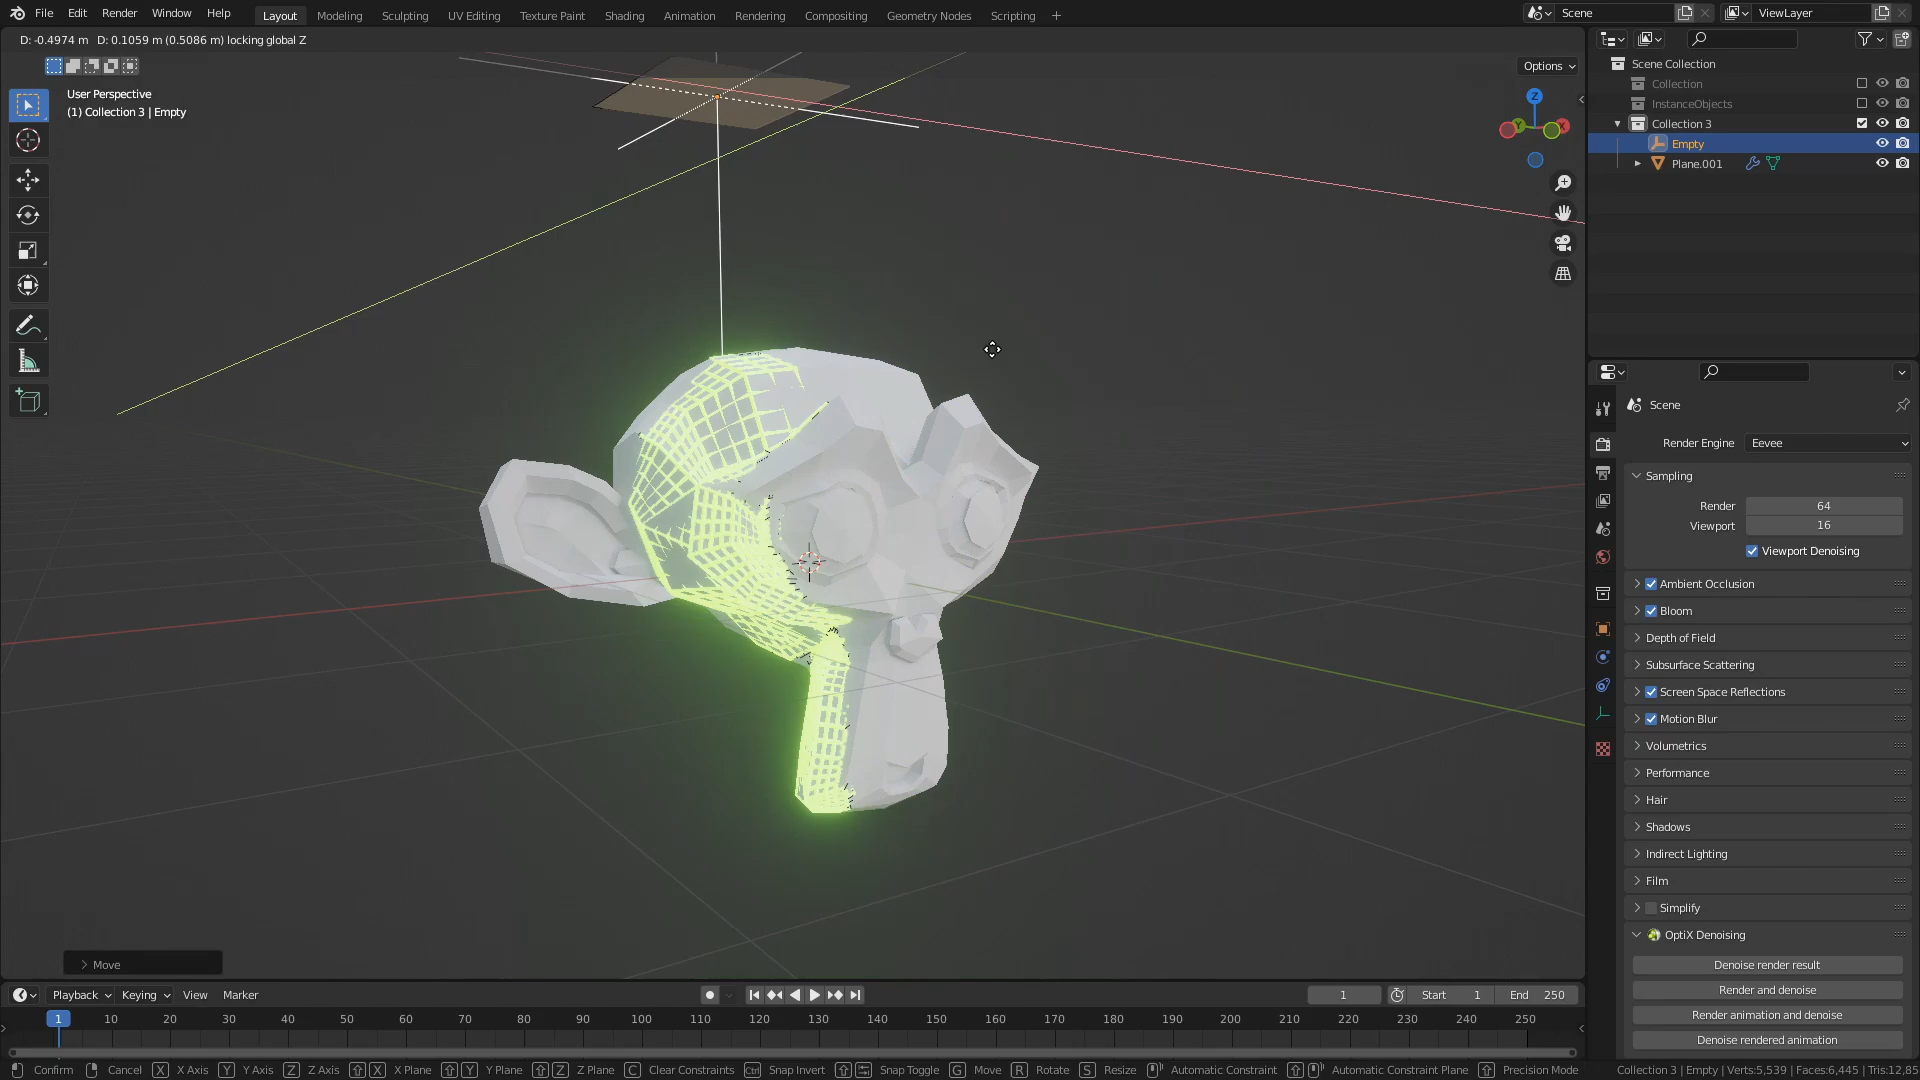 File Edit Render Window Help Layout Modeling Sculpting UV Editing Texture Paint Shading Animation Rendering Compositing Geometry Nodes Scripting + Scene ViewLayer
D: -0.4974 m D: 0.1059 m (0.5086 m) locking global Z
Options
User Perspective
(1) Collection 3 | Empty
Z
Y
X
Scene Collection
Collection
InstanceObjects
Collection 3
Empty
Plane.001
Scene
Render Engine Eevee
Sampling
Render 64
Viewport 16
Viewport Denoising
Ambient Occlusion
Bloom
Depth of Field
Subsurface Scattering
Screen Space Reflections
Motion Blur
Volumetrics
Performance
Hair
Shadows
Indirect Lighting
Film
Simplify
OptiX Denoising
Denoise render result
Render and denoise
Render animation and denoise
Denoise rendered animation
Move
Playback Keying View Marker 1 Start 1 End 250
1 10 20 30 40 50 60 70 80 90 100 110 120 130 140 150 160 170 180 190 200 210 220 230 240 250
Confirm Cancel X X Axis Y Y Axis Z Z Axis X X Plane Y Y Plane Z Z Plane C Clear Constraints Ctrl Snap Invert Snap Toggle G Move R Rotate S Resize Automatic Constraint Automatic Constraint Plane Precision Mode Collection 3 | Empty | Verts:5,539 | Faces:6,445 | Tris:12,85